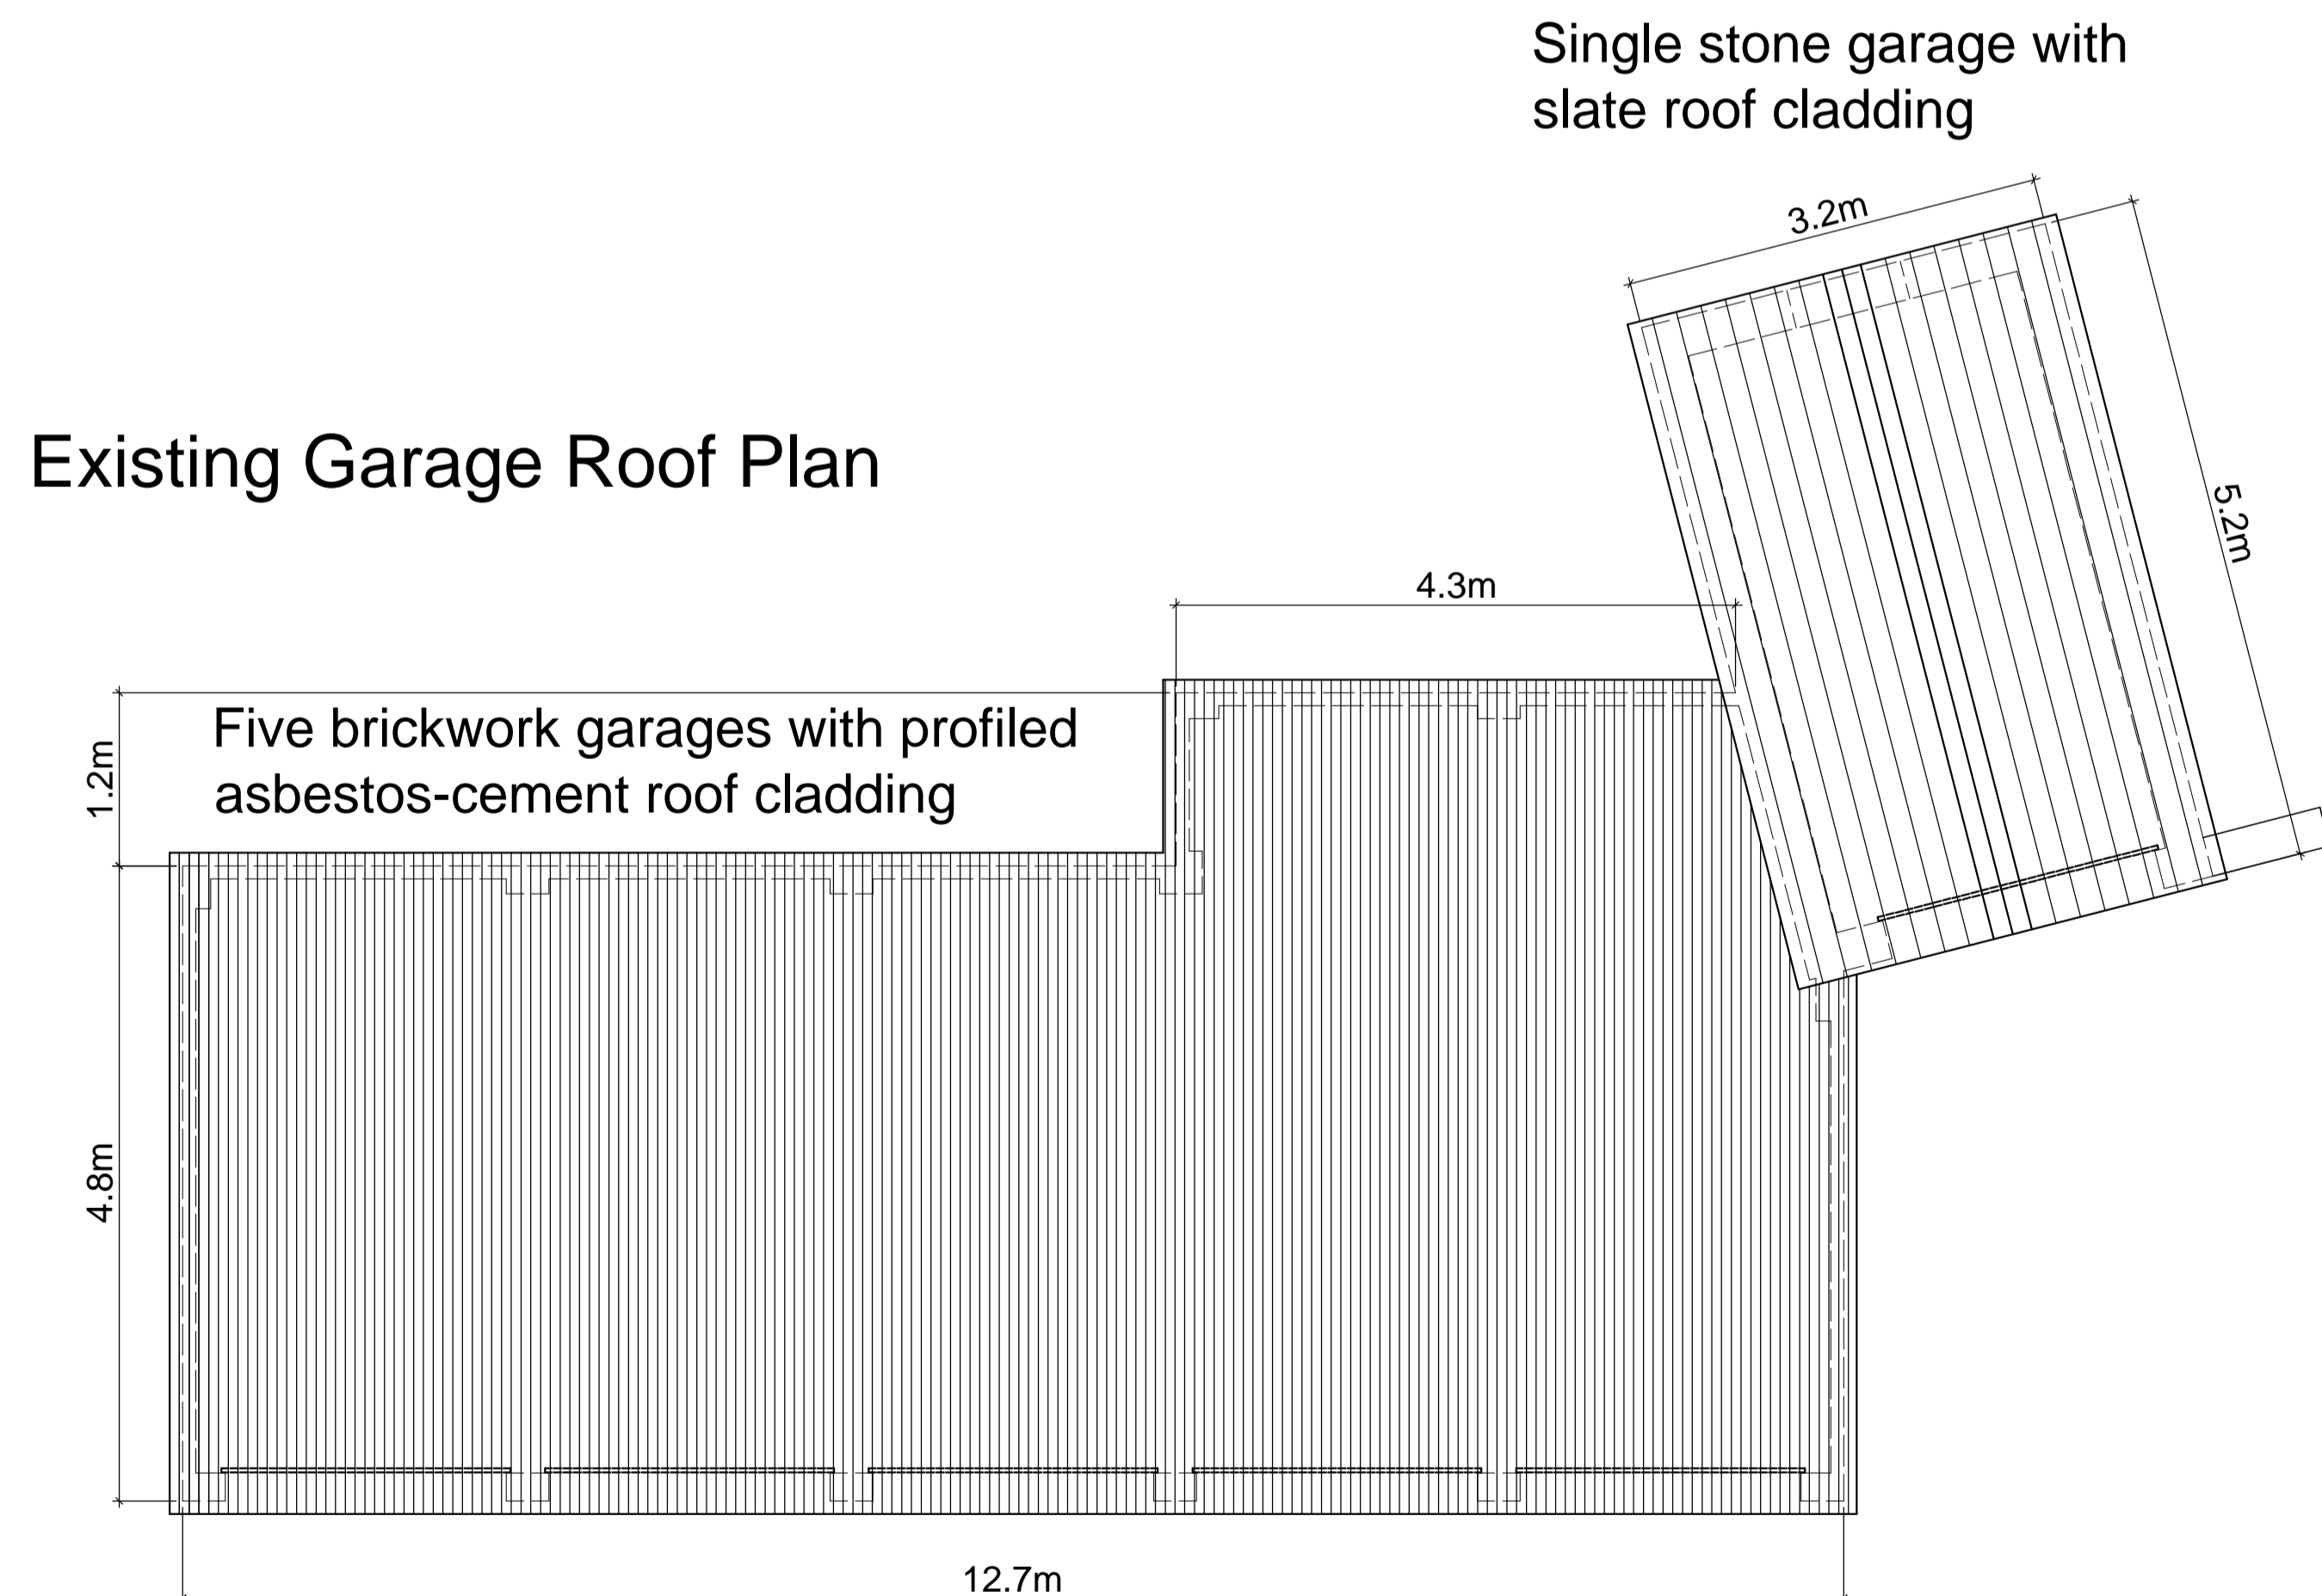 Single stone garage with
slate roof cladding
3.2m
Existing Garage Roof Plan
5.2m
4.3m
Five brickwork garages with profiled
asbestos-cement roof cladding
1.2m
4.8m
12.7m